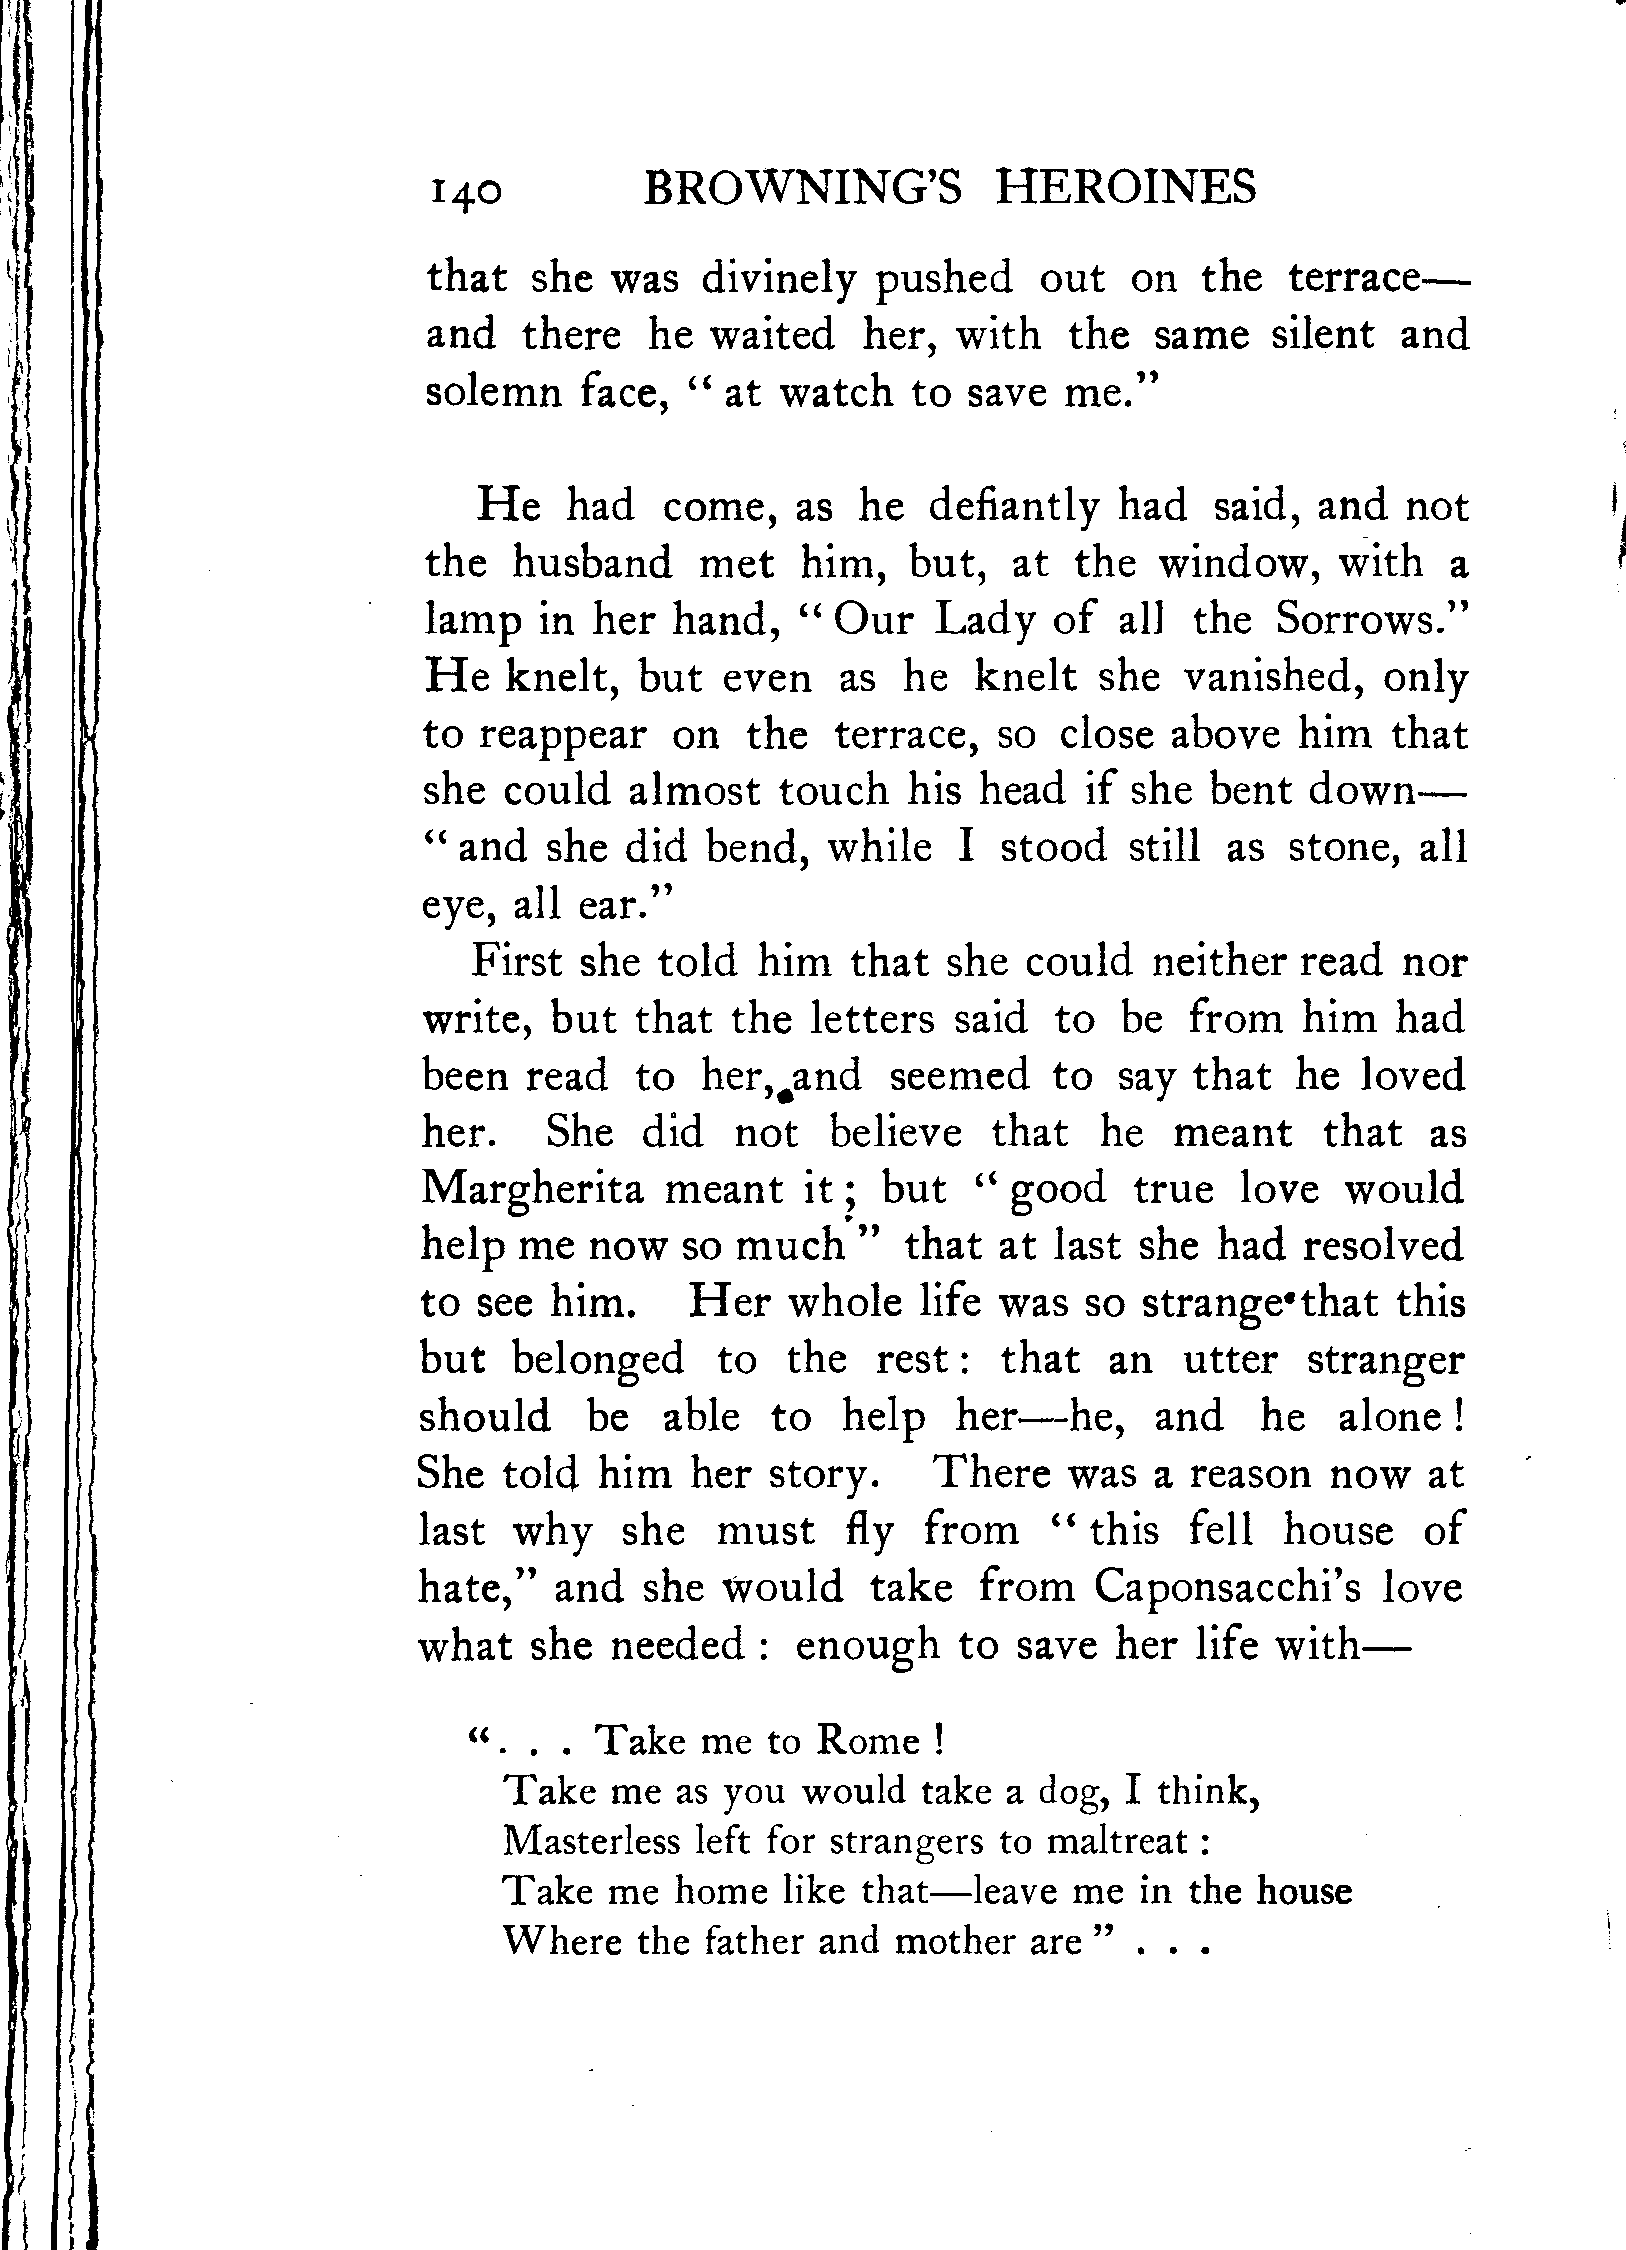 140 BROWNING'S HEROINES
that she was divinely pushed out on the terrace—
and there he waited her, with the same silent and
solemn face, “ at watch to save me.”
He had come, as he defiantly had said, and not
the husband met him, but, at the window, with a
lamp in her hand, “ Our Lady of all the Sorrows.”
He knelt, but even as he knelt she vanished, only
to reappear on the terrace, so close above him that
she could almost touch his head if she bent down—
“ and she did bend, while I stood still as stone, all
eye, all ear.”
First she told him that she could neither read nor
write, but that the letters said to be from him had
been read to her, and seemed to say that he loved
her. She did not believe that he meant that as
Margherita meant it ; but “ good true love would
help me now so much ” that at last she had resolved
to see him. Her whole life was so strange that this
but belonged to the rest : that an utter stranger
should be able to help her—he, and he alone !
She told him her story. There was a reason now at
last why she must fly from “ this fell house of
hate,” and she would take from Caponsacchi's love
what she needed : enough to save her life with—
“ . . . Take me to Rome !
Take me as you would take a dog, I think,
Masterless left for strangers to maltreat :
Take me home like that—leave me in the house
Where the father and mother are ” . . .